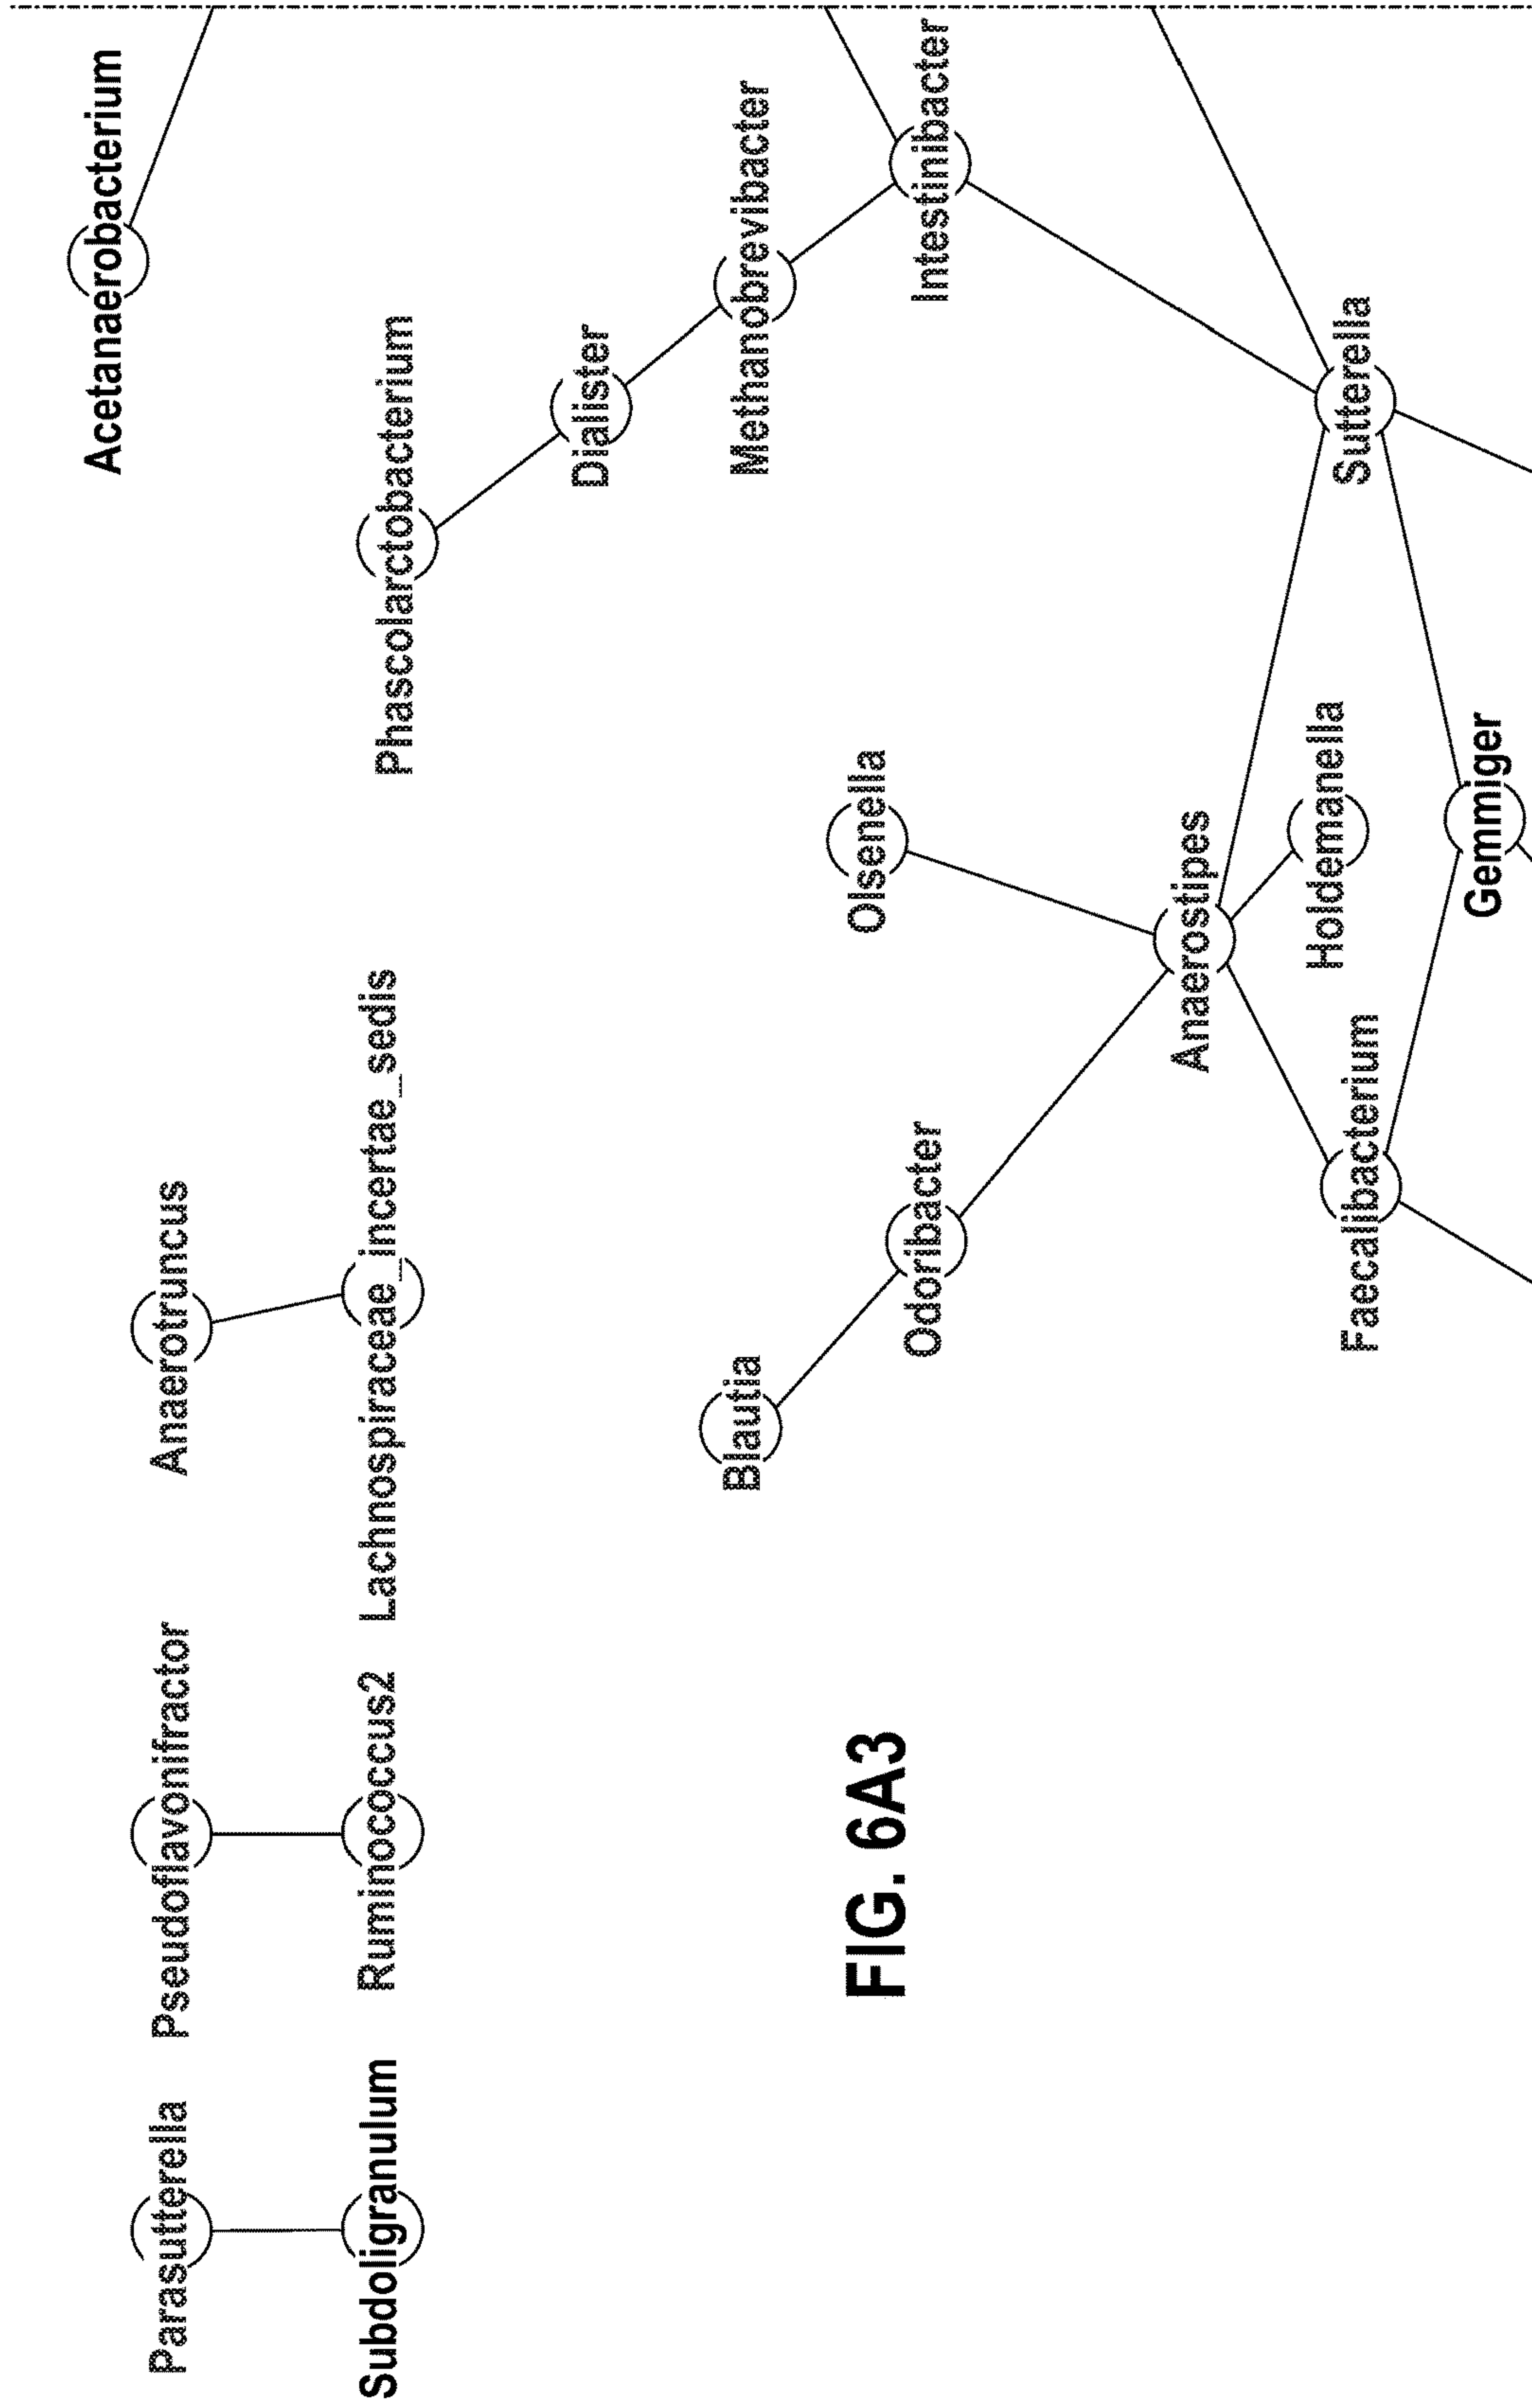 Parasutterella
Subdoligranulum
Pseudoflavonifractor
Ruminococcus2
Anaerotruncus
Lachnospiraceae_incertae_sedis
Acetanaerobacterium
Phascolarctobacterium
Dialister
Methanobrevibacter
Intestinibacter
Blautia
Odoribacter
Olsenella
Anaerostipes
Holdemanella
Sutterella
Faecalibacterium
Gemmiger
FIG. 6A3